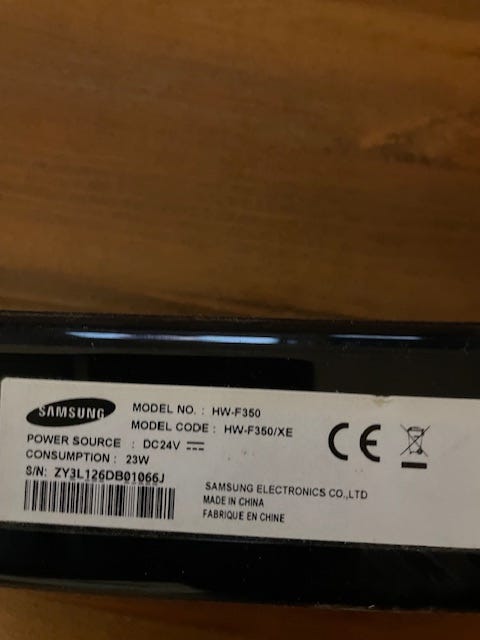 SAMSUNG
MODEL NO. : HW-F350
MODEL CODE : HW-F350/XE
POWER SOURCE : DC24V
CONSUMPTION : 23W
S/N: ZY3L126DB01066J
CE
SAMSUNG ELECTRONICS CO.,LTD
MADE IN CHINA
FABRIQUE EN CHINE